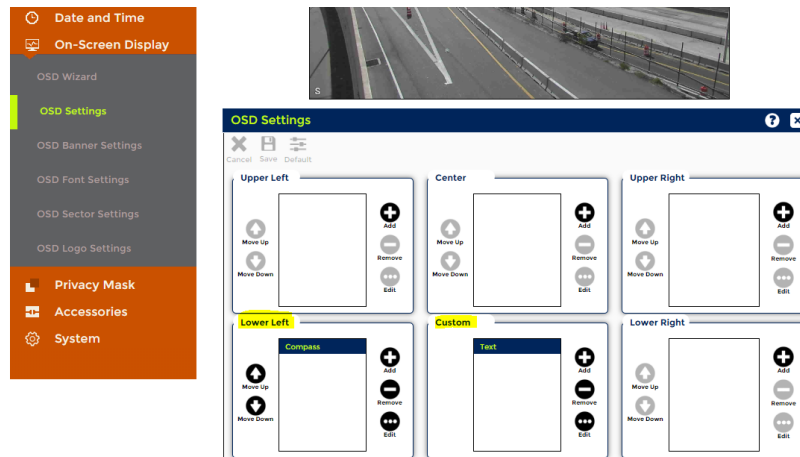 Date and Time
On-Screen Display
OSD Wizard
OSD Settings
OSD Banner Settings
OSD Font Settings
OSD Sector Settings
OSD Logo Settings
Privacy Mask
Accessories
System
S
OSD Settings
Cancel Save Default
Upper Left
Move Up
Move Down
Add
Remove
Edit
Center
Move Up
Move Down
Add
Remove
Edit
Upper Right
Move Up
Move Down
Add
Remove
Edit
Lower Left
Compass
Move Up
Move Down
Add
Remove
Edit
Custom
Text
Add
Remove
Edit
Lower Right
Move Up
Move Down
Add
Remove
Edit